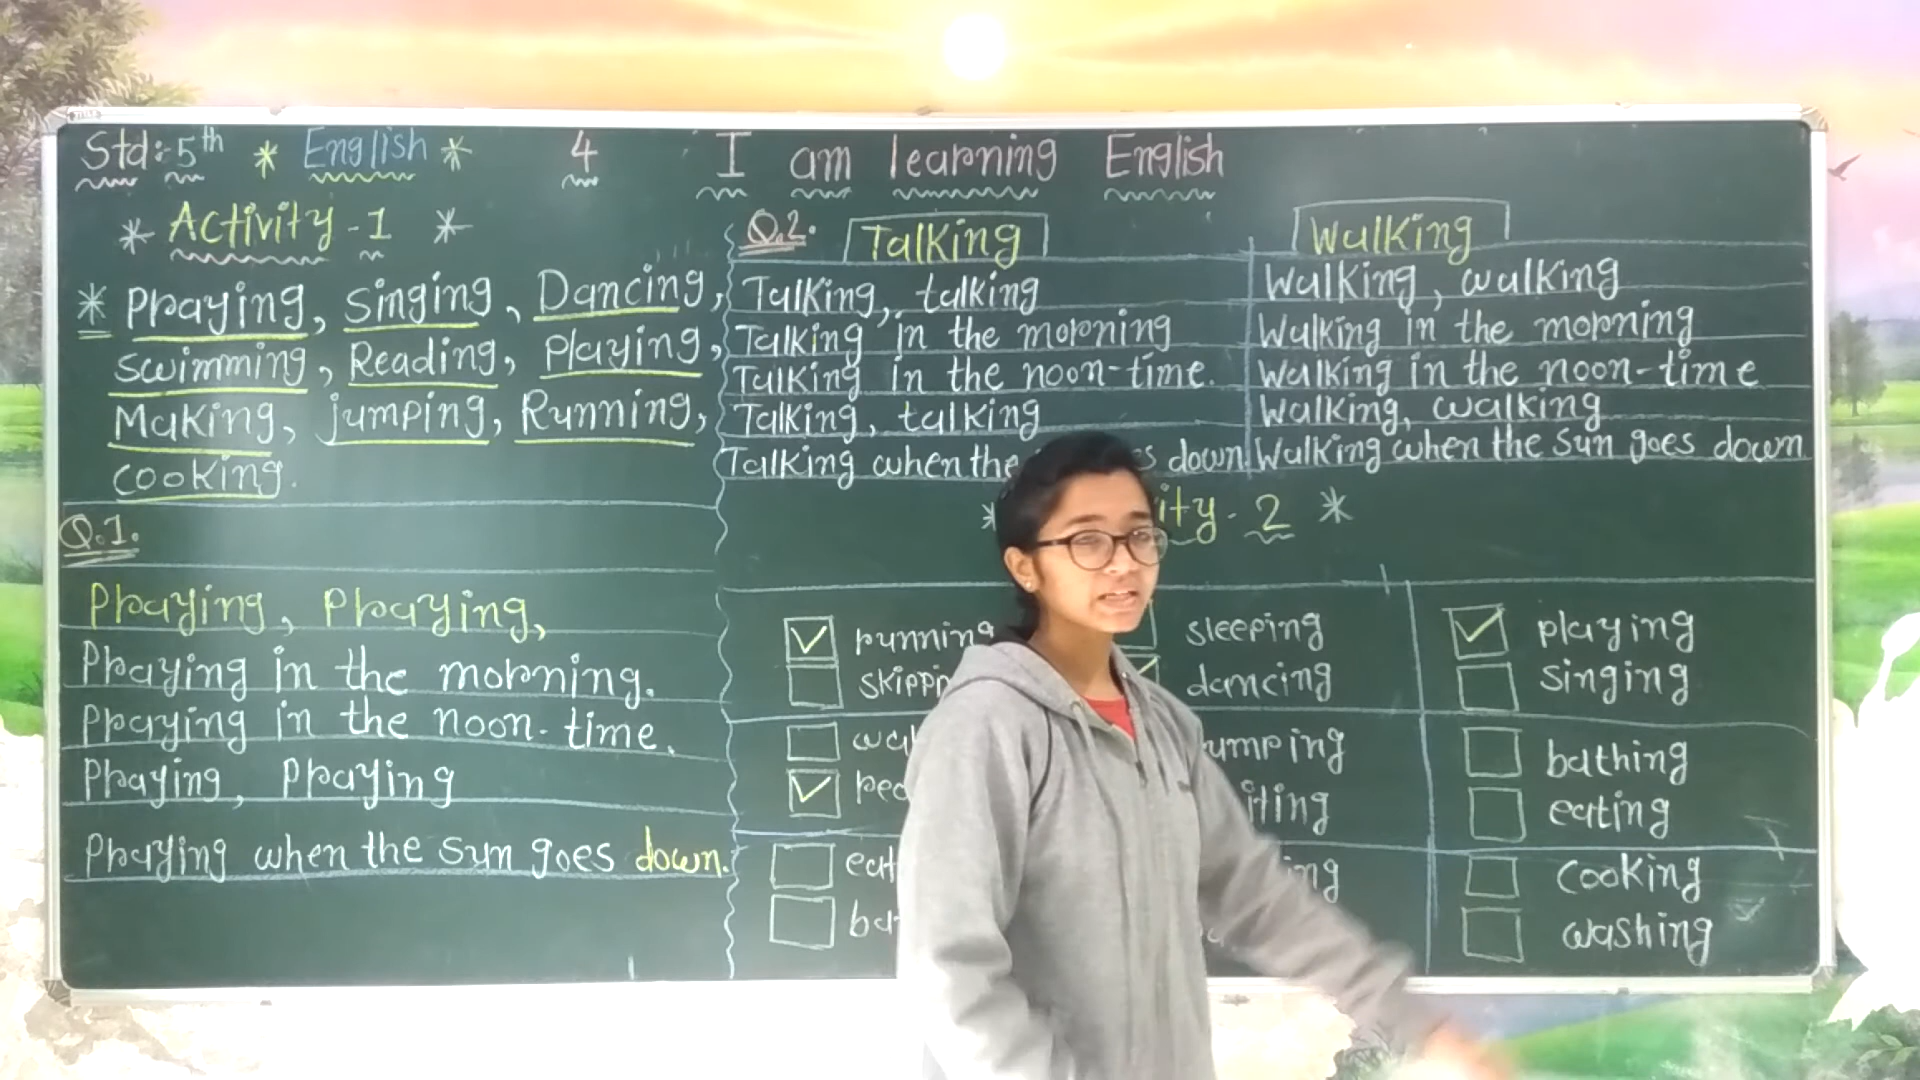 Std:5th * English * 4 I am learning English
* Activity-1 *
* Praying, Singing, Dancing,
swimming, Reading, Playing,
Making, jumping, Running,
cooking.
Q.1.
Praying, Praying,
Praying in the morning.
Praying in the noon-time.
Praying, Praying
Praying when the sun goes down.
Q.2. Talking
Talking, talking
Talking in the morning
Talking in the noon-time.
Talking, talking
Talking when the down
Walking
Walking, walking
Walking in the morning
Walking in the noon-time
Walking, walking
Walking when the sun goes down
- 2 *
running
sleeping
playing
dancing
singing
bathing
eating
cooking
washing